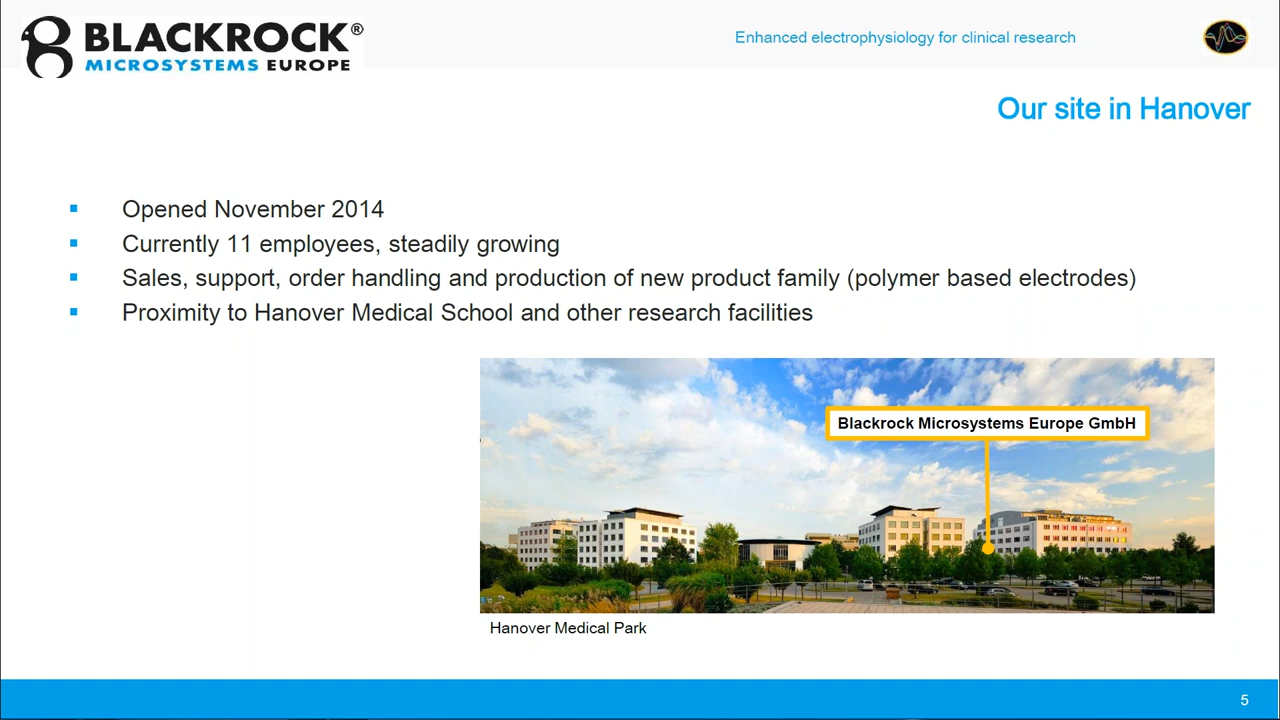 BLACKROCK®
MICROSYSTEMS EUROPE
Enhanced electrophysiology for clinical research
Our site in Hanover
Opened November 2014
Currently 11 employees, steadily growing
Sales, support, order handling and production of new product family (polymer based electrodes)
Proximity to Hanover Medical School and other research facilities
Blackrock Microsystems Europe GmbH
Hanover Medical Park
5